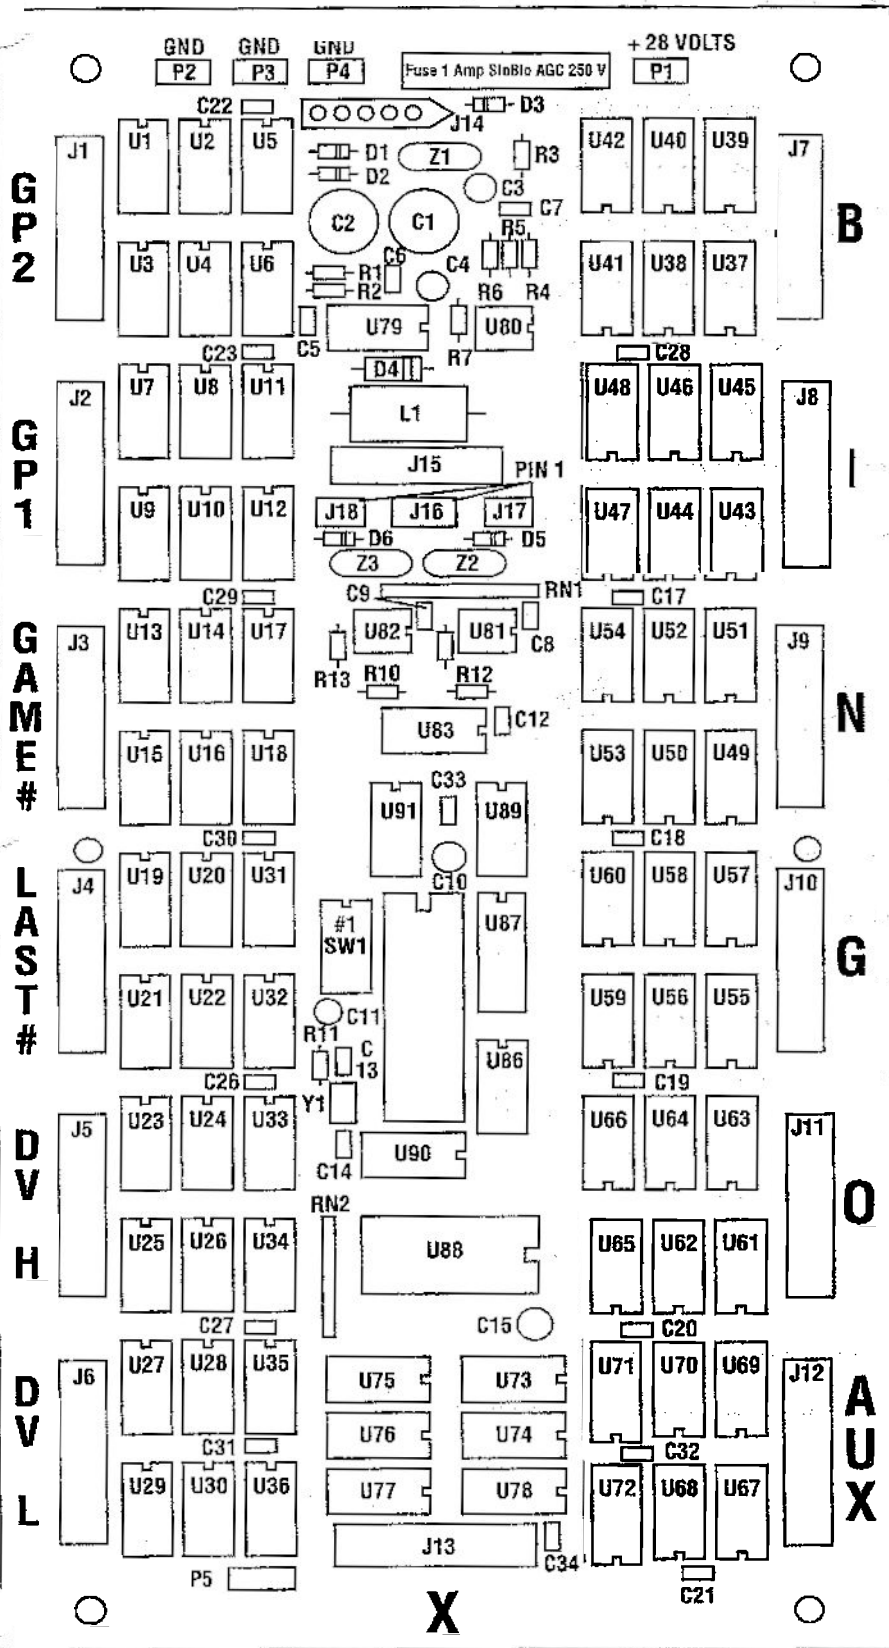 GND GND GND + 28 VOLTS
P2 P3 P4 Fuse 1 Amp SlnBlo AGC 250 V P1
C22 J14 D3
J1 U1 U2 U5 D1 Z1 R3 U42 U40 U39 J7
D2 C3
GP2 C2 C1 C7 B
R5
U3 U4 U6 C6 C4 U41 U38 U37
R1
R2 R6 R4
C5 U79 R7 U80
C23 C28
J2 U7 U8 U11 D4 U48 U46 U45 J8
L1
GP1 J15 PIN 1 I
U9 U10 U12 J18 J16 J17 U47 U44 U43
D6 D5
Z3 Z2
C29 C9 RN1 C17
J3 U13 U14 U17 U82 U81 C8 U54 U52 U51 J9
R13 R10 R12
GAME# U83 C12 N
U15 U16 U18 U53 U50 U49
C33
U91 U89
C30 C18
J4 U19 U20 U31 C10 U60 U58 U57 J10
LAST# #1 U87 G
SW1
U21 U22 U32 U59 U56 U55
C11
R11 C
13 U86
C26 C19
J5 U23 U24 U33 Y1 U66 U64 U63 J11
DV U90
C14
RN2 O
H U25 U26 U34 U88 U65 U62 U61
C27 C15 C20
J6 U27 U28 U35 U75 U73 U71 U70 U69 J12
DV U76 U74 AUX
C31 C32
L U29 U30 U36 U77 U78 U72 U68 U67
J13 C34
P5 C21
X